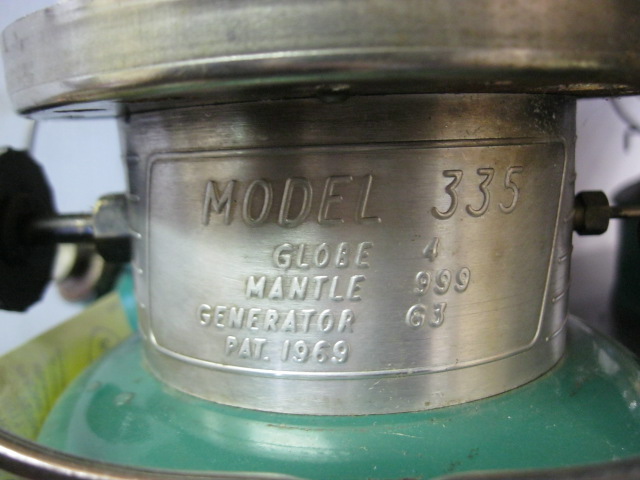 MODEL 335
GLOBE 4
MANTLE 999
GENERATOR G3
PAT. 1969